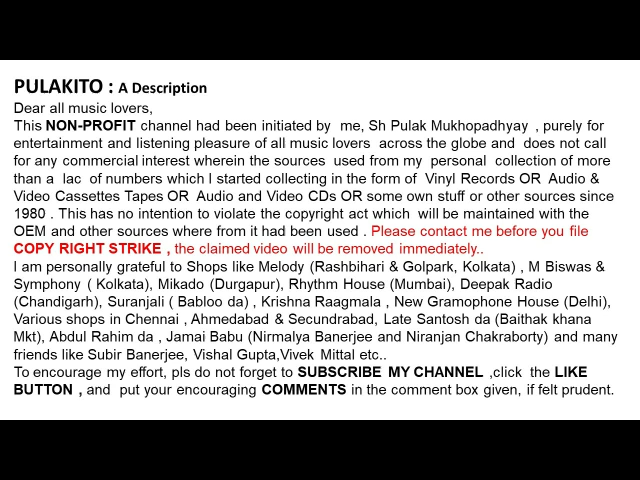 PULAKITO : A Description
Dear all music lovers,
This NON-PROFIT channel had been initiated by me, Sh Pulak Mukhopadhyay , purely for
entertainment and listening pleasure of all music lovers across the globe and does not call
for any commercial interest wherein the sources used from my personal collection of more
than a lac of numbers which I started collecting in the form of Vinyl Records OR Audio &
Video Cassettes Tapes OR Audio and Video CDs OR some own stuff or other sources since
1980 . This has no intention to violate the copyright act which will be maintained with the
OEM and other sources where from it had been used . Please contact me before you file
COPY RIGHT STRIKE , the claimed video will be removed immediately..
I am personally grateful to Shops like Melody (Rashbihari & Golpark, Kolkata) , M Biswas &
Symphony ( Kolkata), Mikado (Durgapur), Rhythm House (Mumbai), Deepak Radio
(Chandigarh), Suranjali ( Babloo da) , Krishna Raagmala , New Gramophone House (Delhi),
Various shops in Chennai , Ahmedabad & Secundrabad, Late Santosh da (Baithak khana
Mkt), Abdul Rahim da , Jamai Babu (Nirmalya Banerjee and Niranjan Chakraborty) and many
friends like Subir Banerjee, Vishal Gupta,Vivek Mittal etc..
To encourage my effort, pls do not forget to SUBSCRIBE MY CHANNEL ,click the LIKE
BUTTON , and put your encouraging COMMENTS in the comment box given, if felt prudent.